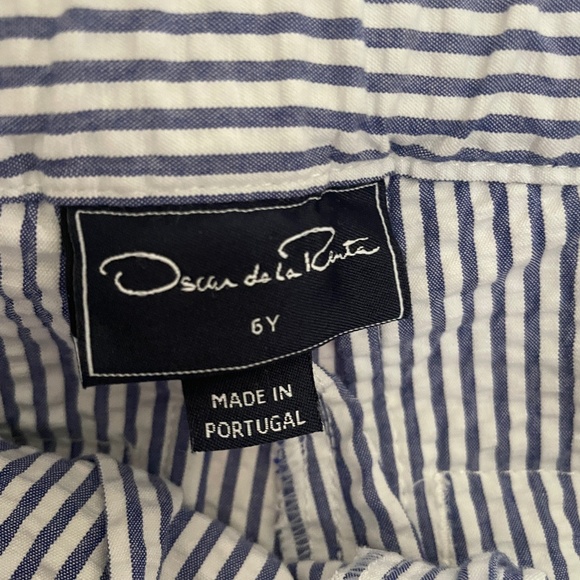 Oscar de la Renta
6Y
MADE IN
PORTUGAL